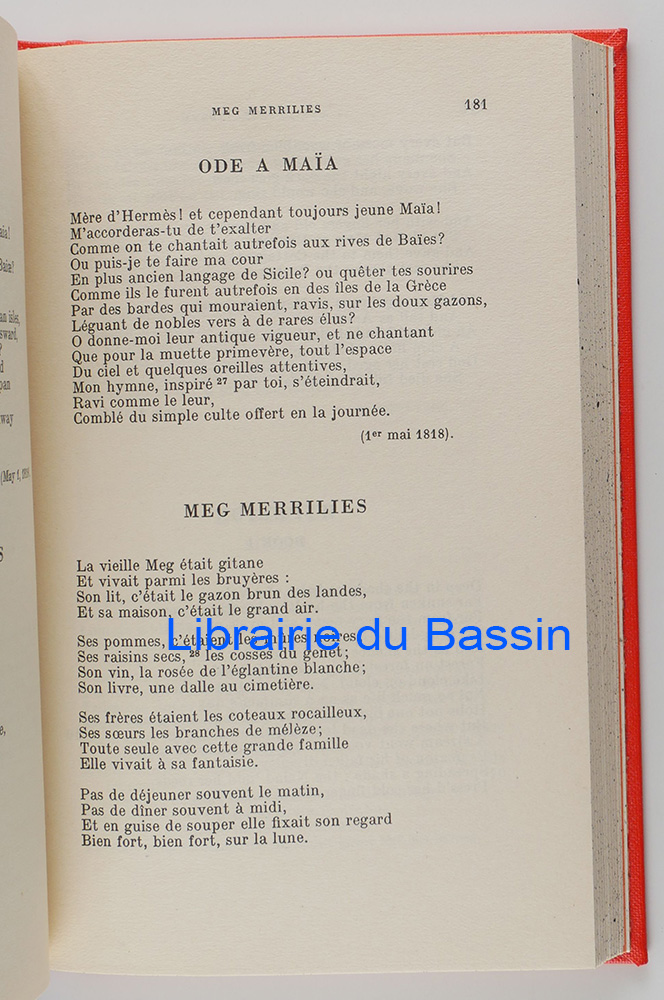 MEG MERRILIES 181
ODE A MAÏA
Mère d'Hermès! et cependant toujours jeune Maïa!
M'accorderas-tu de t'exalter
Comme on te chantait autrefois aux rives de Baïes?
Ou puis-je te faire ma cour
En plus ancien langage de Sicile? ou quêter tes sourires
Comme ils le furent autrefois en des îles de la Grèce
Par des bardes qui mouraient, ravis, sur les doux gazons,
Léguant de nobles vers à de rares élus?
O donne-moi leur antique vigueur, et ne chantant
Que pour la muette primevère, tout l'espace
Du ciel et quelques oreilles attentives,
Mon hymne, inspiré ²⁷ par toi, s'éteindrait,
Ravi comme le leur,
Comblé du simple culte offert en la journée.
(1er mai 1818).
MEG MERRILIES
La vieille Meg était gitane
Et vivait parmi les bruyères :
Son lit, c'était le gazon brun des landes,
Et sa maison, c'était le grand air.
Ses pommes, c'étaient les mûres noires,
Ses raisins secs, ²⁸ les cosses du genêt;
Son vin, la rosée de l'églantine blanche;
Son livre, une dalle au cimetière.
Ses frères étaient les coteaux rocailleux,
Ses sœurs les branches de mélèze;
Toute seule avec cette grande famille
Elle vivait à sa fantaisie.
Pas de déjeuner souvent le matin,
Pas de dîner souvent à midi,
Et en guise de souper elle fixait son regard
Bien fort, bien fort, sur la lune.
Librairie du Bassin